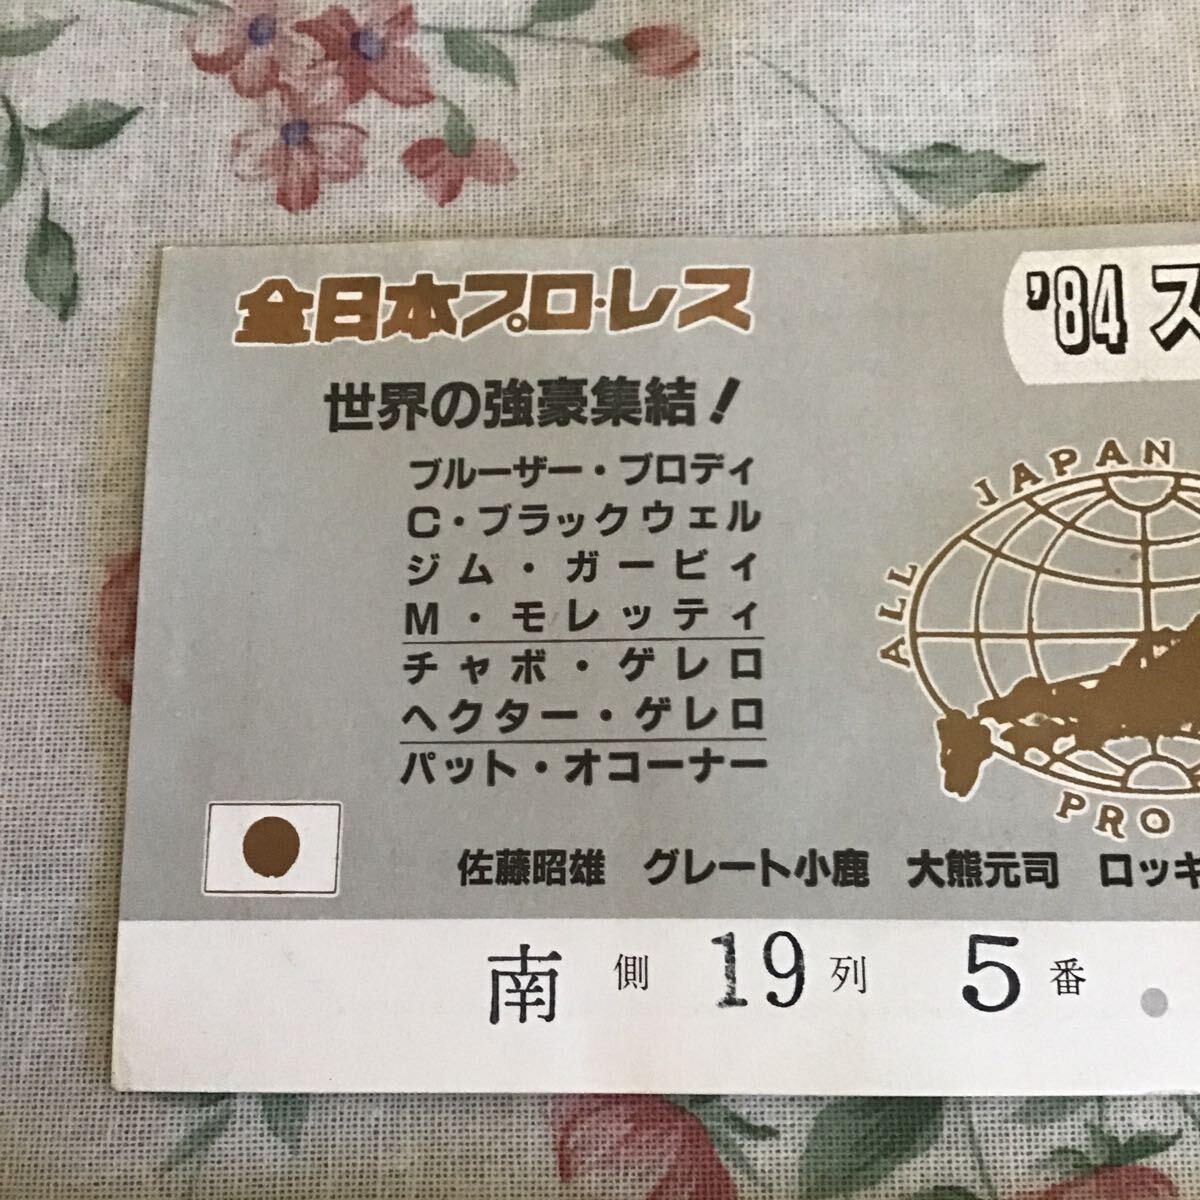 全日本プロ・レス
'84 ス
世界の強豪集結!
ブルーザー・ブロディ
C・ブラックウェル
ジム・ガービィ
M・モレッティ
チャボ・ゲレロ
ヘクター・ゲレロ
パット・オコーナー
ALL JAPAN PRO
佐藤昭雄 グレート小鹿 大熊元司 ロッキ
南側 19列 5番